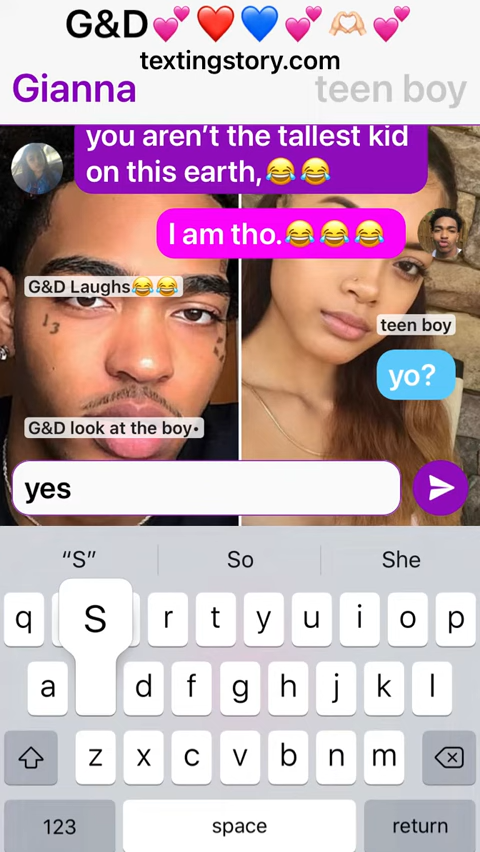 G&D💕❤️💙💕🫶🏻💕
textingstory.com
Gianna
teen boy
you aren’t the tallest kid
on this earth,😂😂
I am tho.😂😂😂
G&D Laughs😂😂
teen boy
yo?
G&D look at the boy•
yes
“S”
So
She
q S r t y u i o p
a d f g h j k l
z x c v b n m
123 space return